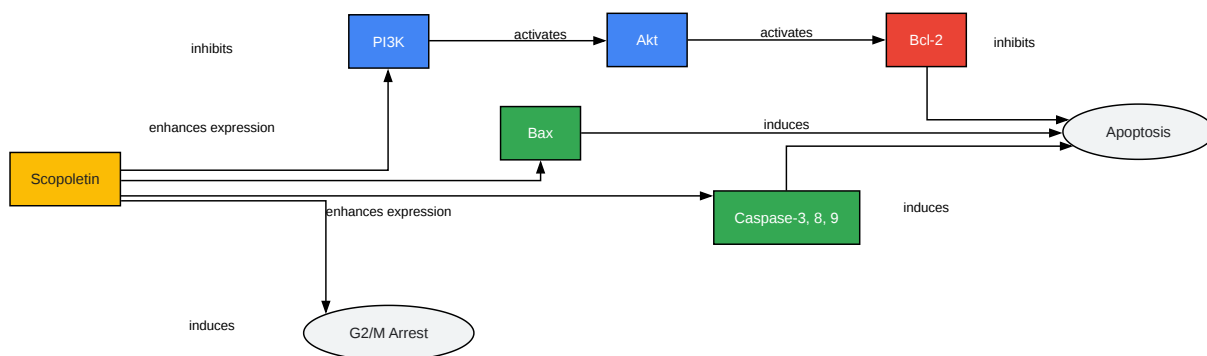 PI3K
activates
Akt
activates
Bcl-2
inhibits
inhibits
enhances expression
Bax
induces
Apoptosis
Scopoletin
enhances expression
Caspase-3, 8, 9
induces
induces
G2/M Arrest